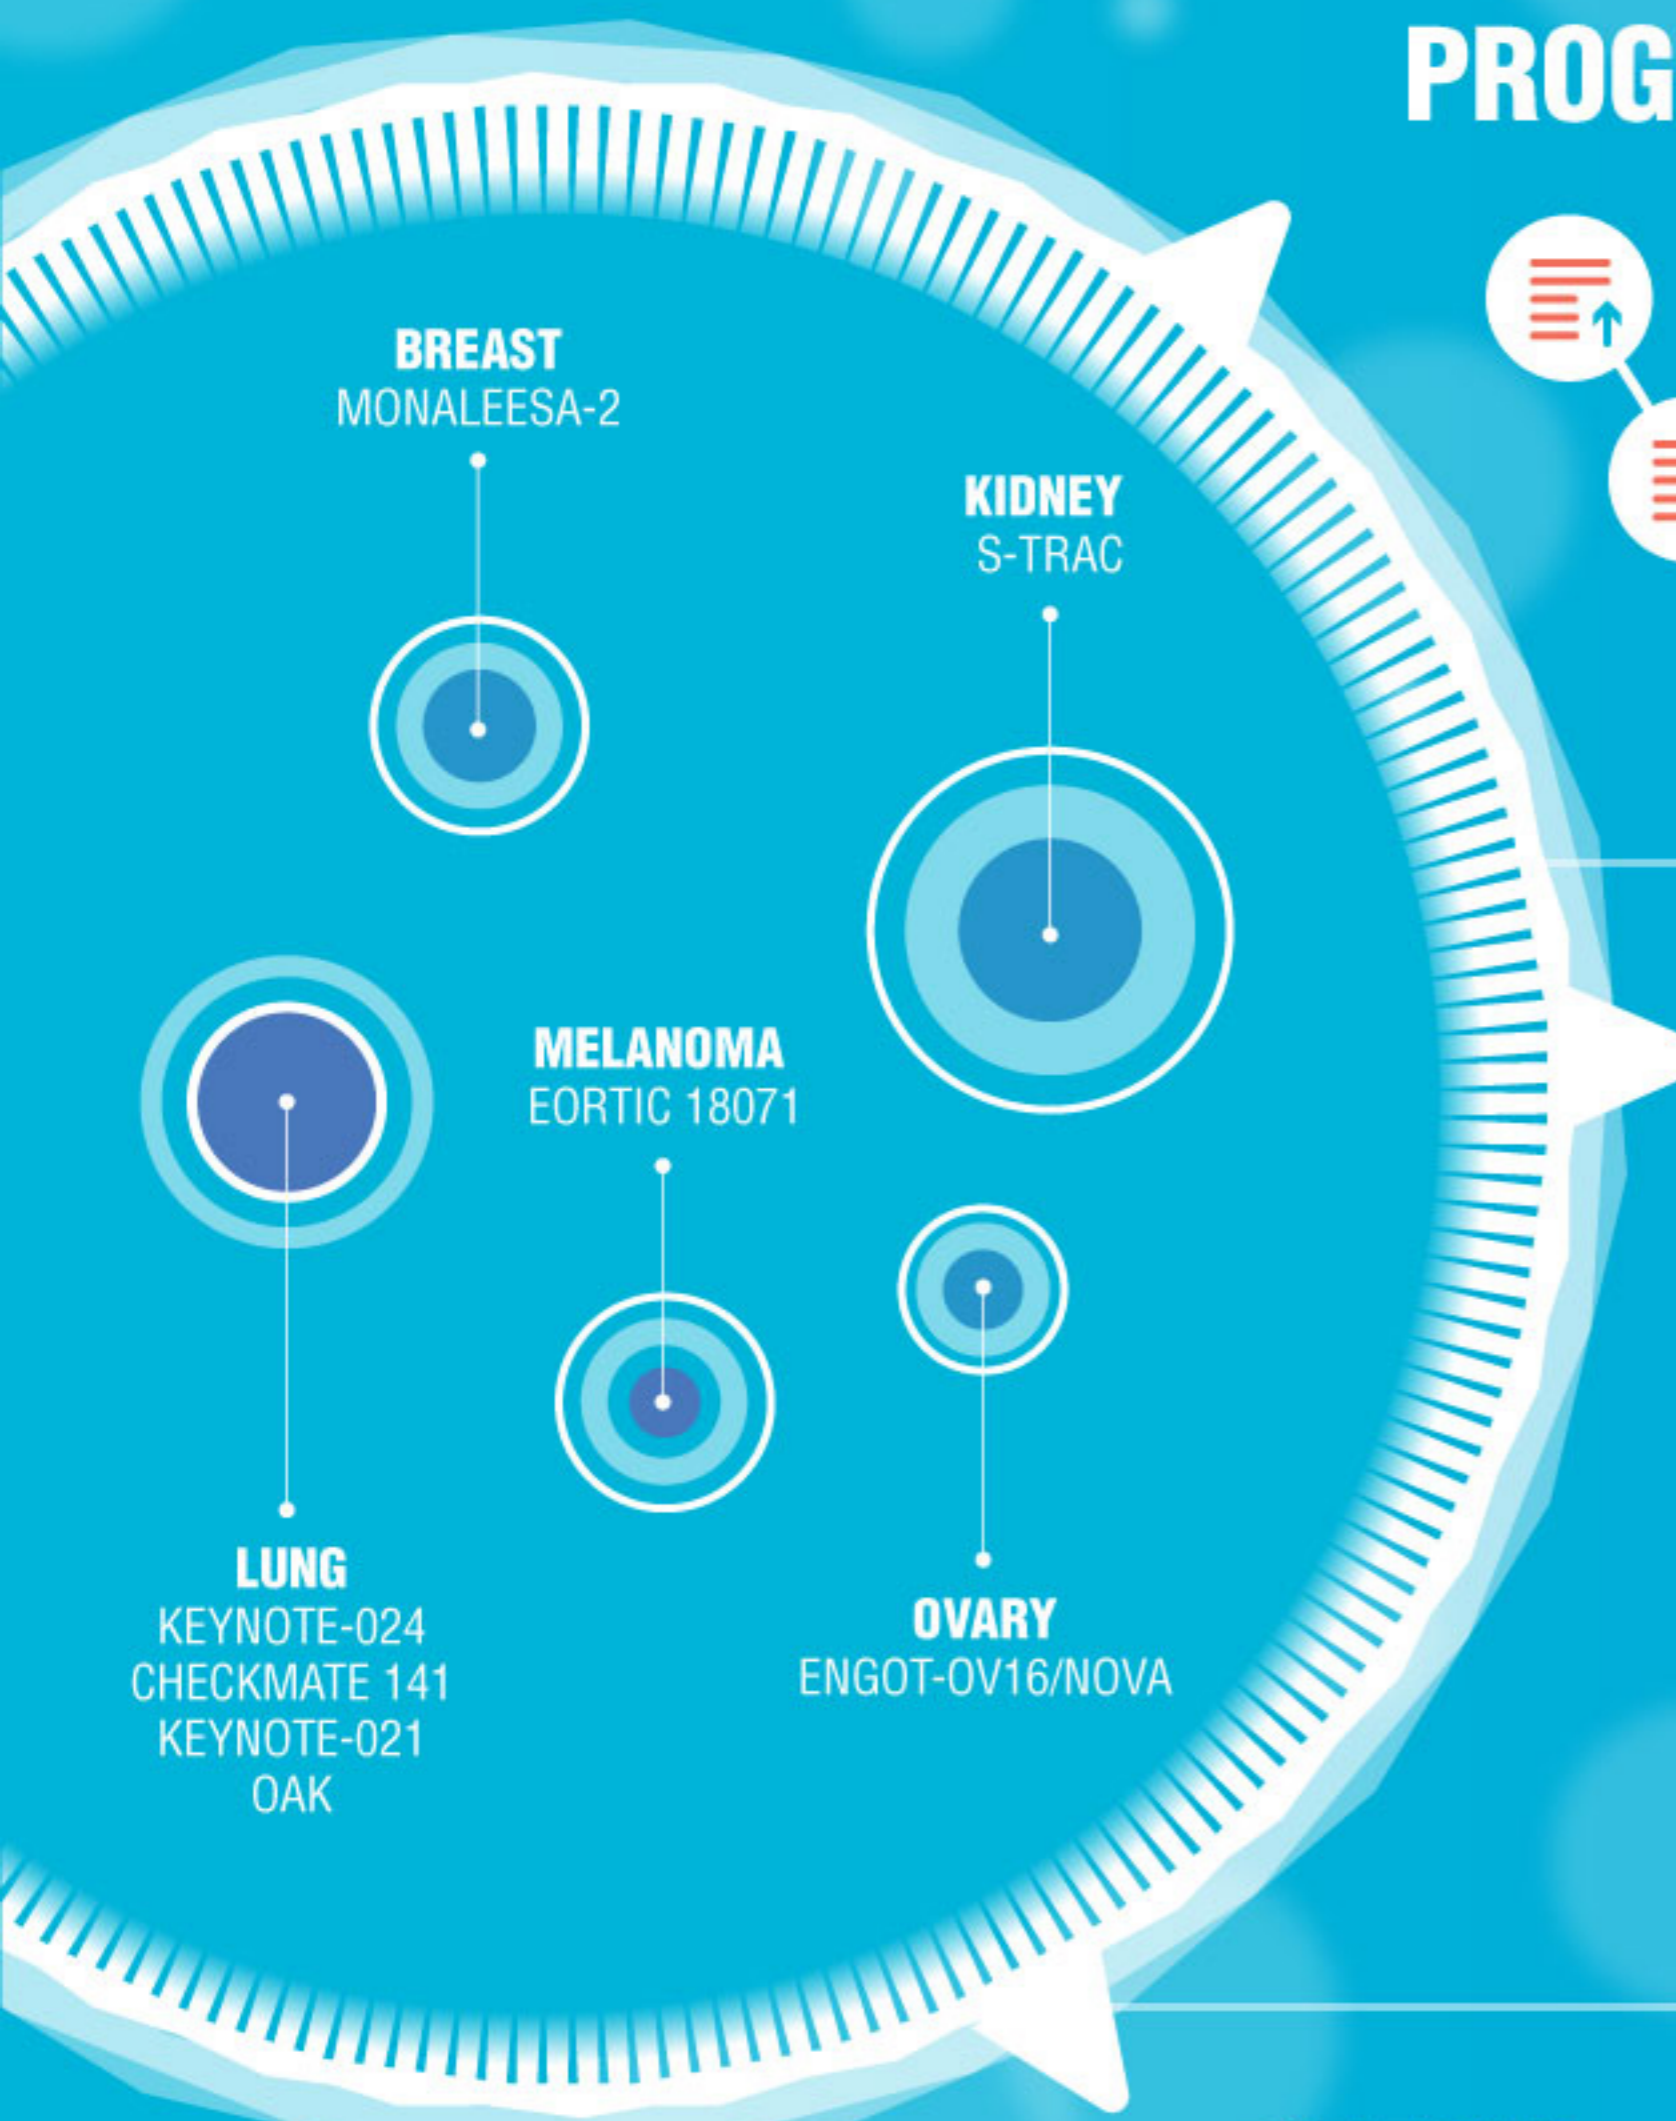 PROG
BREAST
MONALEESA-2
KIDNEY
S-TRAC
MELANOMA
EORTIC 18071
LUNG
KEYNOTE-024
CHECKMATE 141
KEYNOTE-021
OAK
OVARY
ENGOT-OV16/NOVA